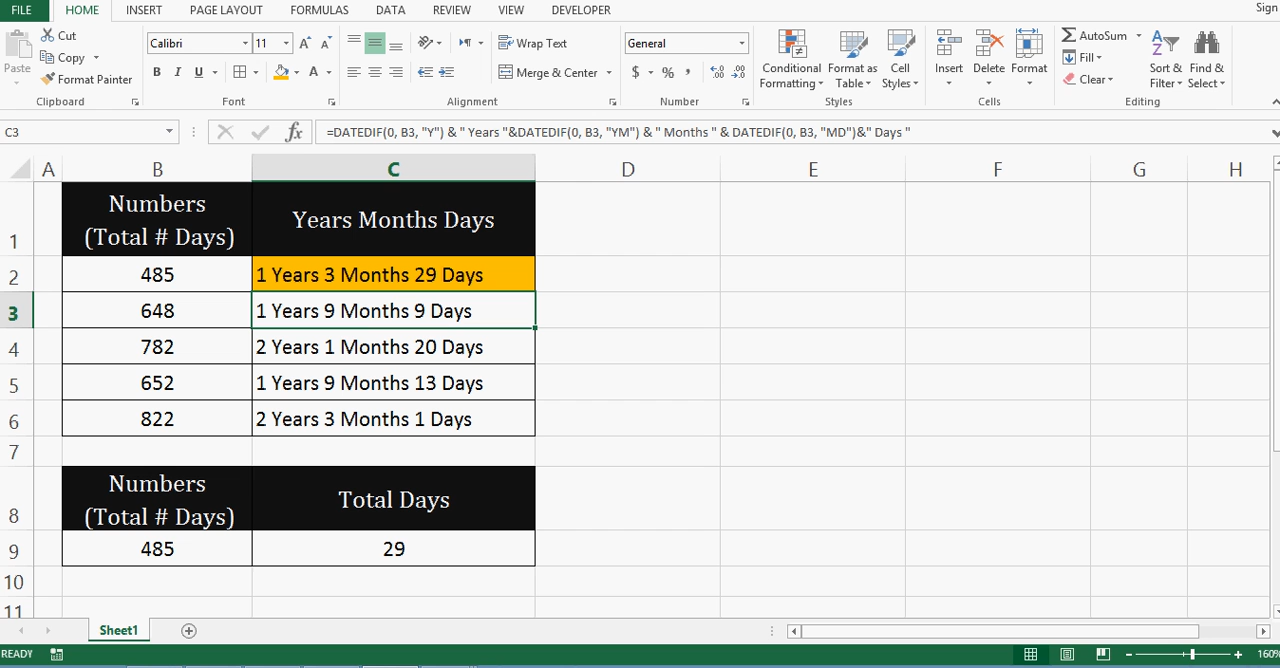 FILE HOME INSERT PAGE LAYOUT FORMULAS DATA REVIEW VIEW DEVELOPER Sign
Paste Cut Copy Format Painter
Calibri 11 B I U A A A
Wrap Text Merge & Center
General $ % ,
Conditional Formatting Format as Table Cell Styles
Insert Delete Format
AutoSum Fill Clear Sort & Filter Find & Select
Clipboard Font Alignment Number Styles Cells Editing
C3 fx =DATEDIF(0, B3, "Y") & " Years "&DATEDIF(0, B3, "YM") & " Months " & DATEDIF(0, B3, "MD")&" Days "
A B C D E F G H
1 Numbers (Total # Days) Years Months Days
2 485 1 Years 3 Months 29 Days
3 648 1 Years 9 Months 9 Days
4 782 2 Years 1 Months 20 Days
5 652 1 Years 9 Months 13 Days
6 822 2 Years 3 Months 1 Days
7
8 Numbers (Total # Days) Total Days
9 485 29
10
11
Sheet1
READY 160%